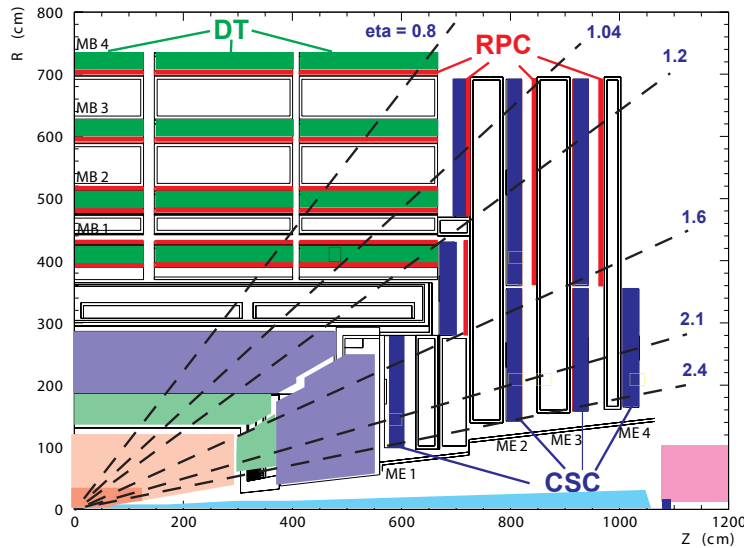 R (cm)
800
700
600
500
400
300
200
100
0
MB 4
MB 3
MB 2
MB 1
DT
eta = 0.8
RPC
1.04
1.2
1.6
2.1
2.4
ME 1
ME 2
ME 3
ME 4
CSC
0
200
400
600
800
1000
1200
Z (cm)